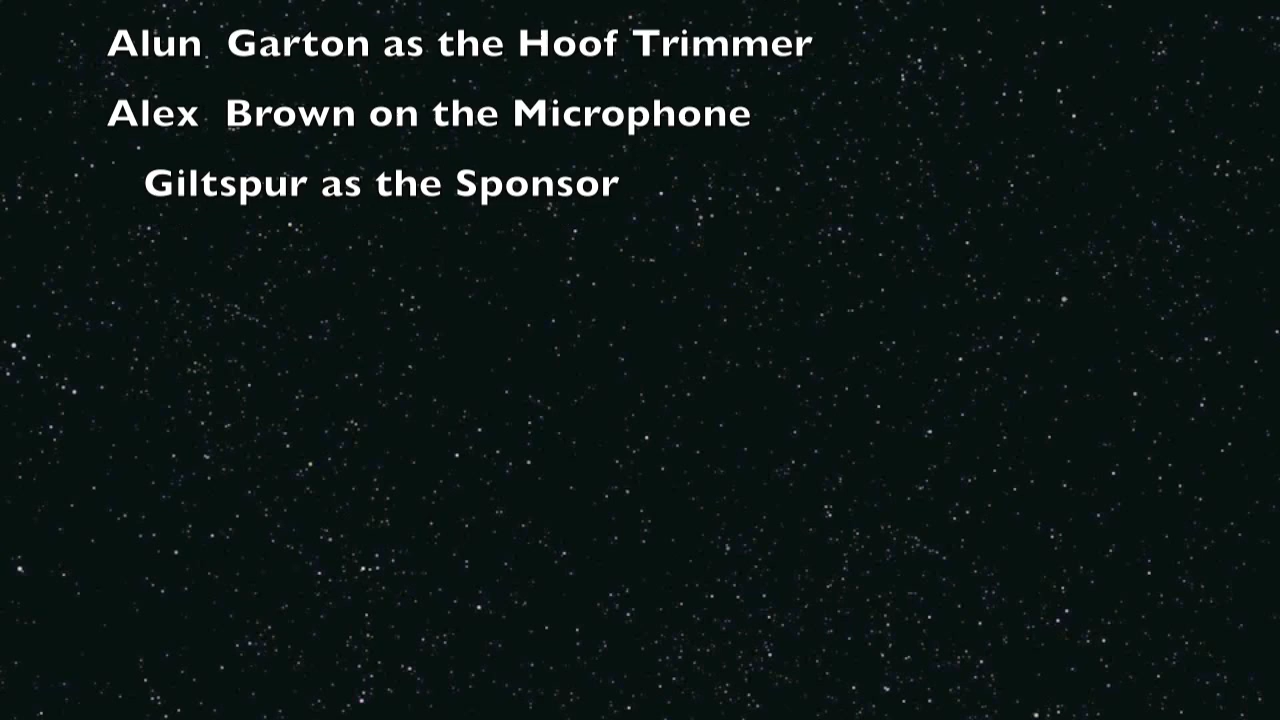 Alun  Garton as the Hoof Trimmer
Alex  Brown on the Microphone
Giltspur as the Sponsor